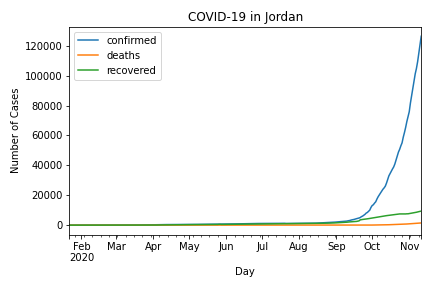 COVID-19 in Jordan
confirmed
deaths
recovered
Number of Cases
120000
100000
80000
60000
40000
20000
0
Feb Mar Apr May Jun Jul Aug Sep Oct Nov
2020
Day